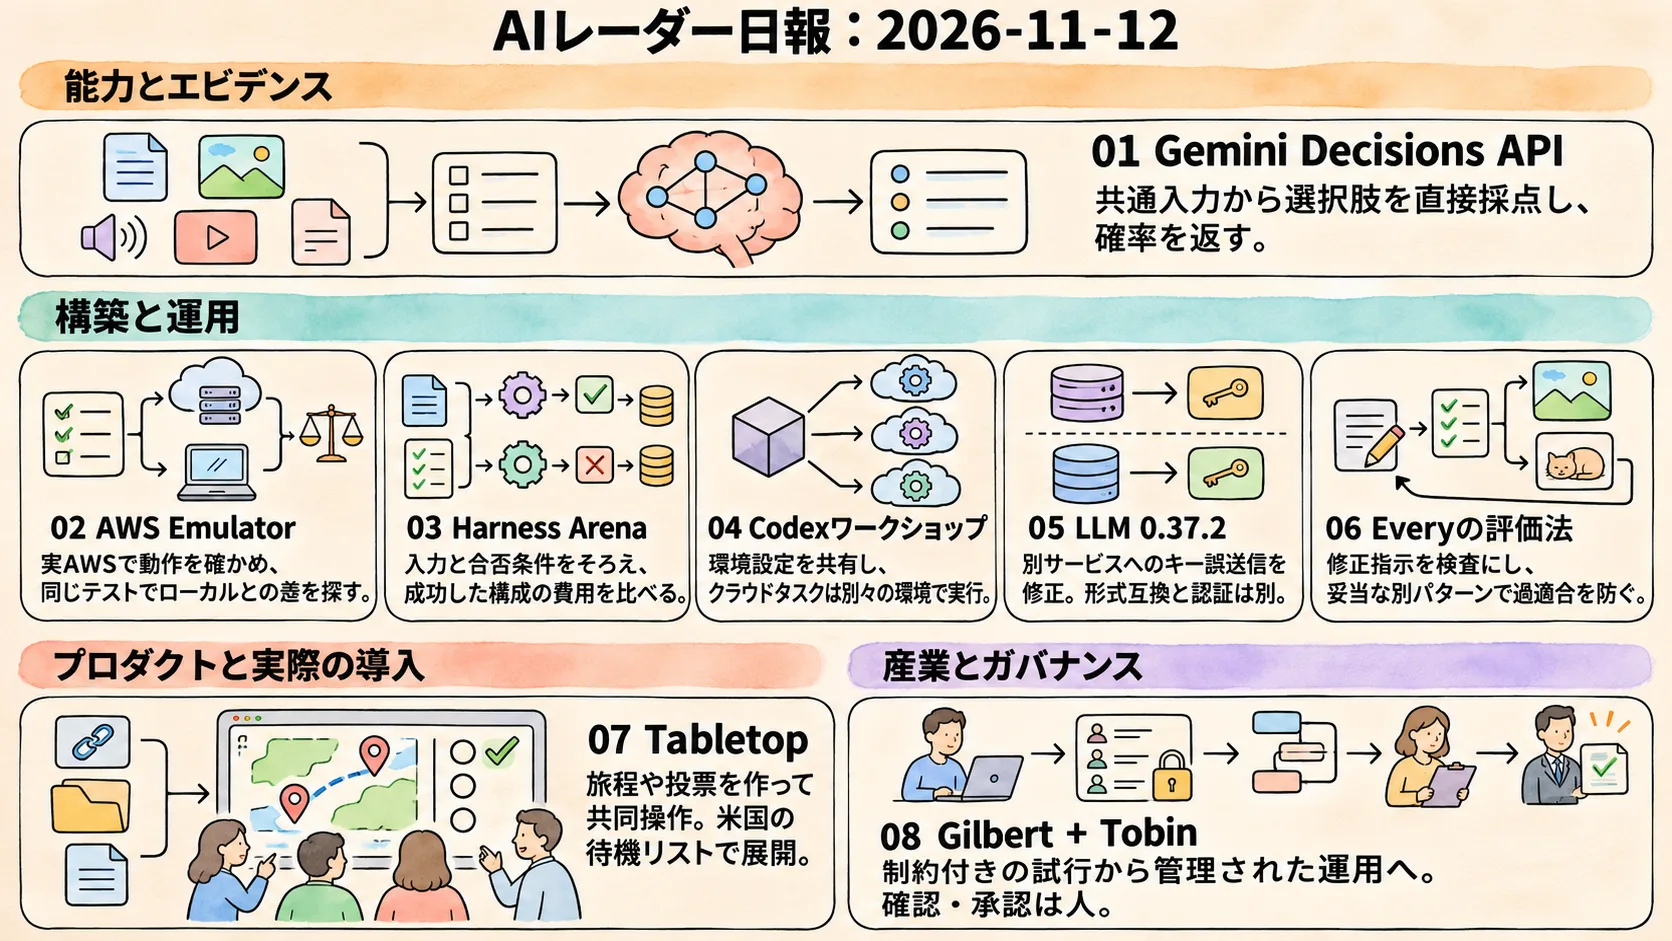 AIレーダー日報：2026-11-12
能力とエビデンス
01 Gemini Decisions API
共通入力から選択肢を直接採点し、
確率を返す。
構築と運用
02 AWS Emulator
実AWSで動作を確かめ、
同じテストでローカルとの差を探す。
03 Harness Arena
入力と合否条件をそろえ、
成功した構成の費用を比べる。
04 Codexワークショップ
環境設定を共有し、
クラウドタスクは別々の環境で実行。
05 LLM 0.37.2
別サービスへのキー誤送信を
修正。形式互換と認証は別。
06 Everyの評価法
修正指示を検査にし、
妥当な別パターンで過適合を防ぐ。
プロダクトと実際の導入
07 Tabletop
旅程や投票を作って
共同操作。米国の
待機リストで展開。
産業とガバナンス
08 Gilbert + Tobin
制約付きの試行から管理された運用へ。
確認・承認は人。